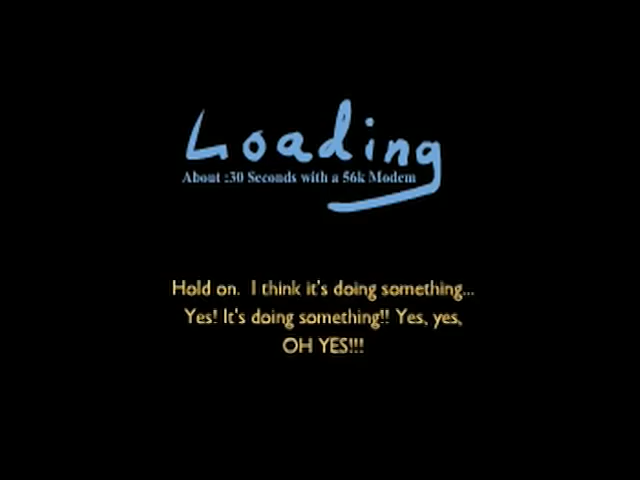 Loading
About :30 Seconds with a 56k Modem
Hold on.  I think it's doing something...
Yes! It's doing something!! Yes, yes,
OH YES!!!